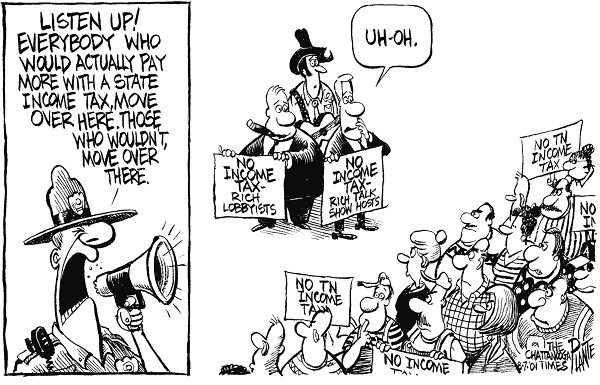 LISTEN UP!
EVERYBODY WHO
WOULD ACTUALLY PAY
MORE WITH A STATE
INCOME TAX, MOVE
OVER HERE. THOSE
WHO WOULDN'T,
MOVE OVER
THERE.
UH-OH.
NO
INCOME
TAX-
RICH
LOBBYISTS
NO
INCOME
TAX-
RICH TALK
SHOW HOSTS
NO TN
INCOME
TAX
NO
IN
NO TN
INCOME
TAX
NO TN
INCOME
© THE
CHATTANOOGA
TIMES